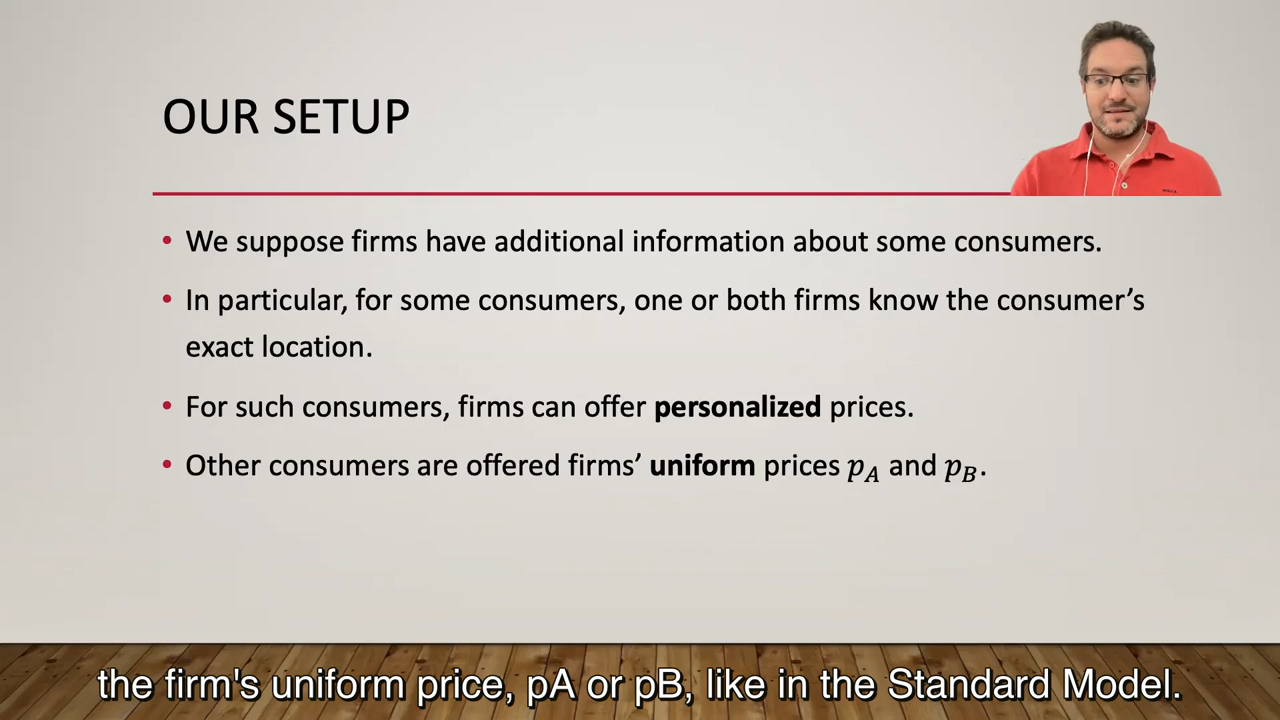 OUR SETUP
• We suppose firms have additional information about some consumers.
• In particular, for some consumers, one or both firms know the consumer’s
exact location.
• For such consumers, firms can offer personalized prices.
• Other consumers are offered firms’ uniform prices p_A and p_B.
the firm's uniform price, pA or pB, like in the Standard Model.